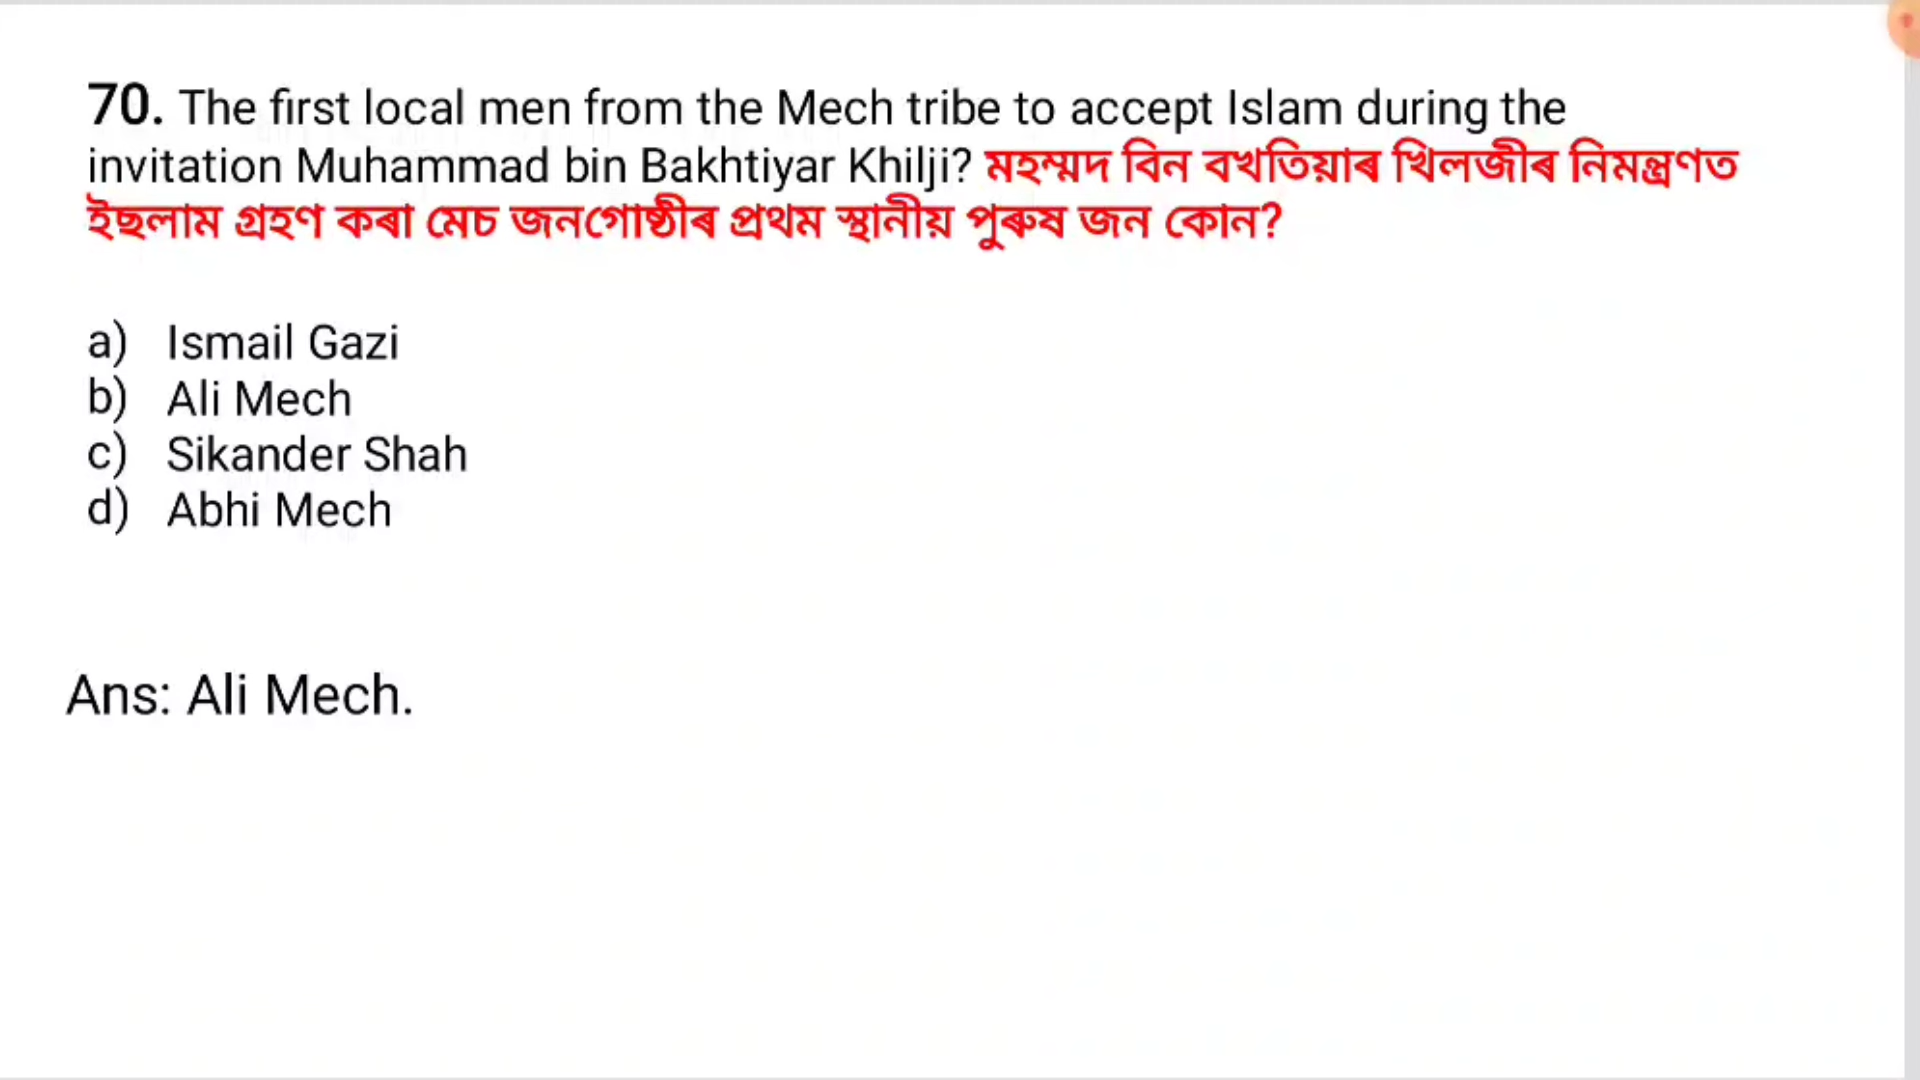 70. The first local men from the Mech tribe to accept Islam during the
invitation Muhammad bin Bakhtiyar Khilji? মহম্মদ বিন বখতিয়াৰ খিলজীৰ নিমন্ত্ৰণত
ইছলাম গ্ৰহণ কৰা মেচ জনগোষ্ঠীৰ প্ৰথম স্থানীয় পুৰুষ জন কোন?
a) Ismail Gazi
b) Ali Mech
c) Sikander Shah
d) Abhi Mech
Ans: Ali Mech.